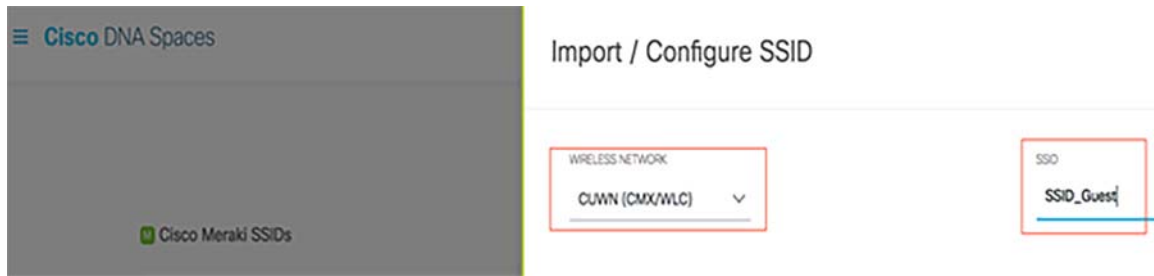 Cisco DNA Spaces
Import / Configure SSID
WIRELESS NETWORK
SSID
CUWN (CMX/WLC)
SSID_Guest
M Cisco Meraki SSIDs